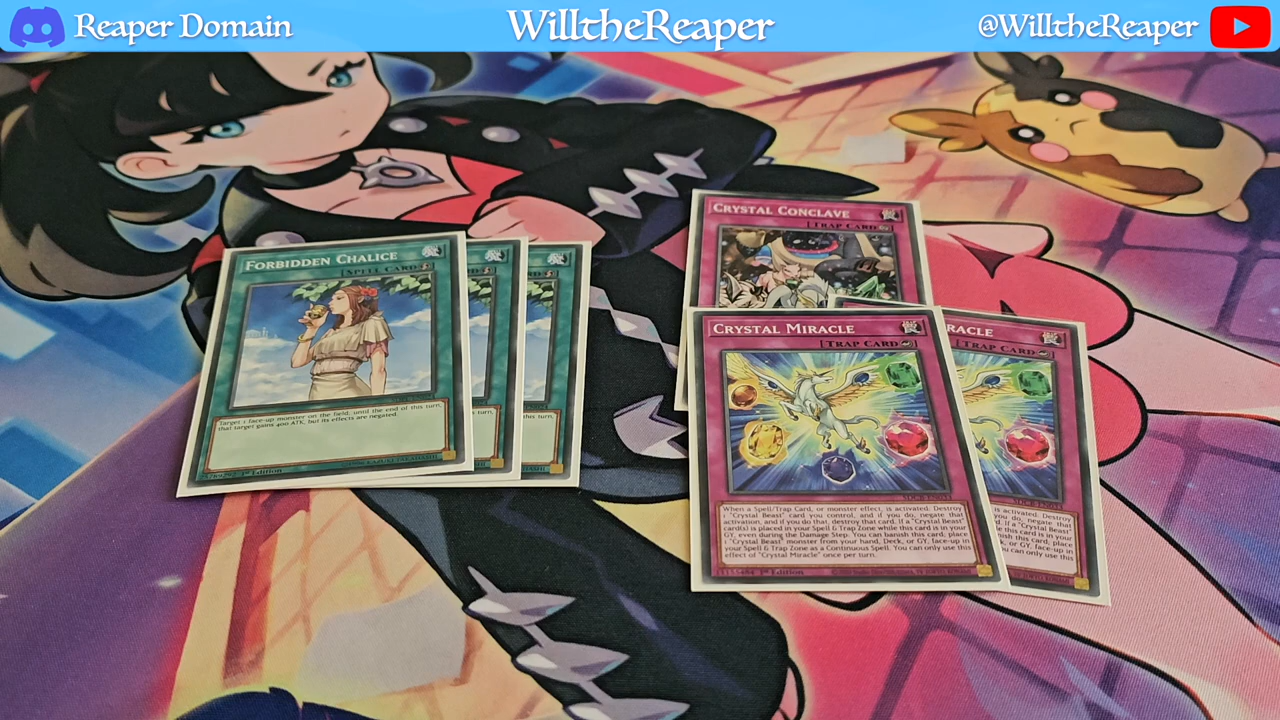 Reaper Domain
WilltheReaper
@WilltheReaper
Forbidden Chalice
[Spell Card
Target 1 face-up monster on the field; until the end of this turn,
that target gains 400 ATK, but its effects are negated.
1st Edition
this turn,
Crystal Conclave
[Trap Card
Crystal Miracle
[Trap Card
When a Spell/Trap Card, or monster effect, is activated: Destroy
1 "Crystal Beast" card you control, and if you do, negate that
activation, and if you do that, destroy that card. If a "Crystal Beast"
card(s) is placed in your Spell & Trap Zone while this card is in your
GY, even during the Damage Step: You can banish this card; place
1 "Crystal Beast" monster from your hand, Deck, or GY, face-up in
your Spell & Trap Zone as a Continuous Spell. You can only use this
effect of "Crystal Miracle" once per turn.
1st Edition
racle
[Trap Card